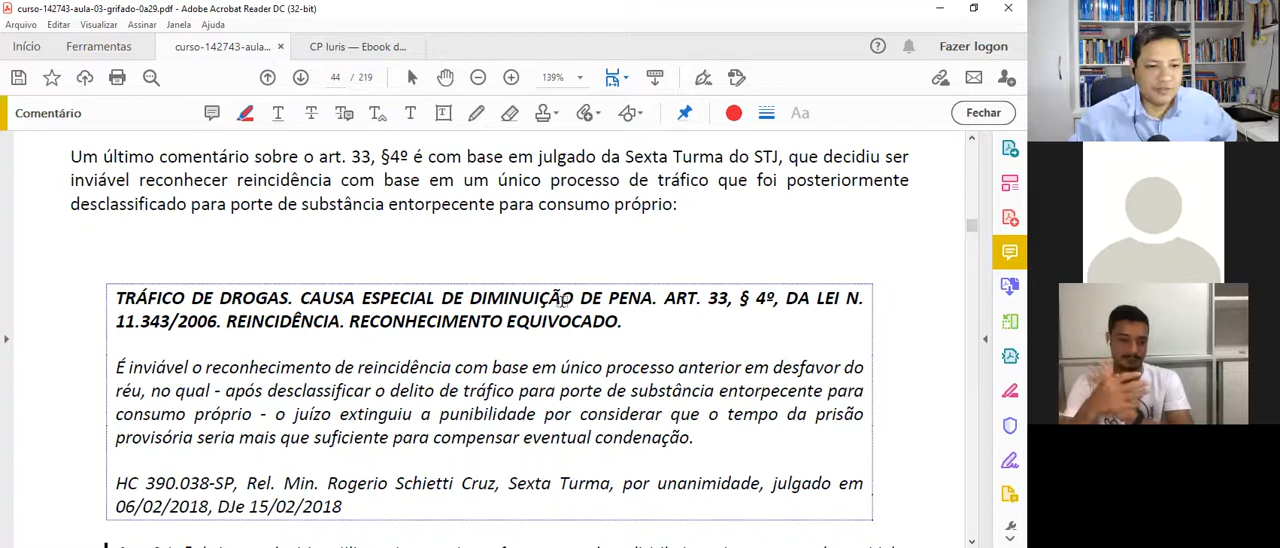 curso-142743-aula-03-grifado-0a29.pdf - Adobe Acrobat Reader DC (32-bit)
Arquivo Editar Visualizar Assinar Janela Ajuda
Início Ferramentas curso-142743-aula... × CP Iuris — Ebook d... Fazer logon
44 / 219 139%
Comentário Aa Fechar
Um último comentário sobre o art. 33, §4º é com base em julgado da Sexta Turma do STJ, que decidiu ser
inviável reconhecer reincidência com base em um único processo de tráfico que foi posteriormente
desclassificado para porte de substância entorpecente para consumo próprio:
TRÁFICO DE DROGAS. CAUSA ESPECIAL DE DIMINUIÇÃO DE PENA. ART. 33, § 4º, DA LEI N.
11.343/2006. REINCIDÊNCIA. RECONHECIMENTO EQUIVOCADO.
É inviável o reconhecimento de reincidência com base em único processo anterior em desfavor do
réu, no qual - após desclassificar o delito de tráfico para porte de substância entorpecente para
consumo próprio - o juízo extinguiu a punibilidade por considerar que o tempo da prisão
provisória seria mais que suficiente para compensar eventual condenação.
HC 390.038-SP, Rel. Min. Rogerio Schietti Cruz, Sexta Turma, por unanimidade, julgado em
06/02/2018, DJe 15/02/2018